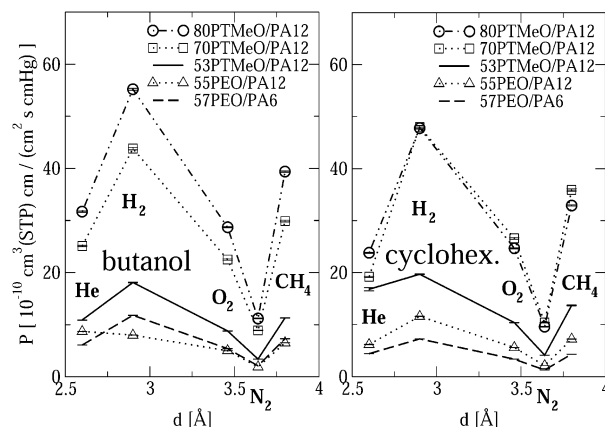 P [ 10⁻¹⁰ cm³(STP) cm / (cm² s cmHg) ]
60
40
20
0
80PTMeO/PA12
70PTMeO/PA12
53PTMeO/PA12
55PEO/PA12
57PEO/PA6
H₂
butanol
He
O₂
CH₄
N₂
2.5
3
3.5
4
d [Å]
60
40
20
0
80PTMeO/PA12
70PTMeO/PA12
53PTMeO/PA12
55PEO/PA12
57PEO/PA6
H₂
cyclohex.
He
O₂
CH₄
N₂
2.5
3
3.5
4
d [Å]